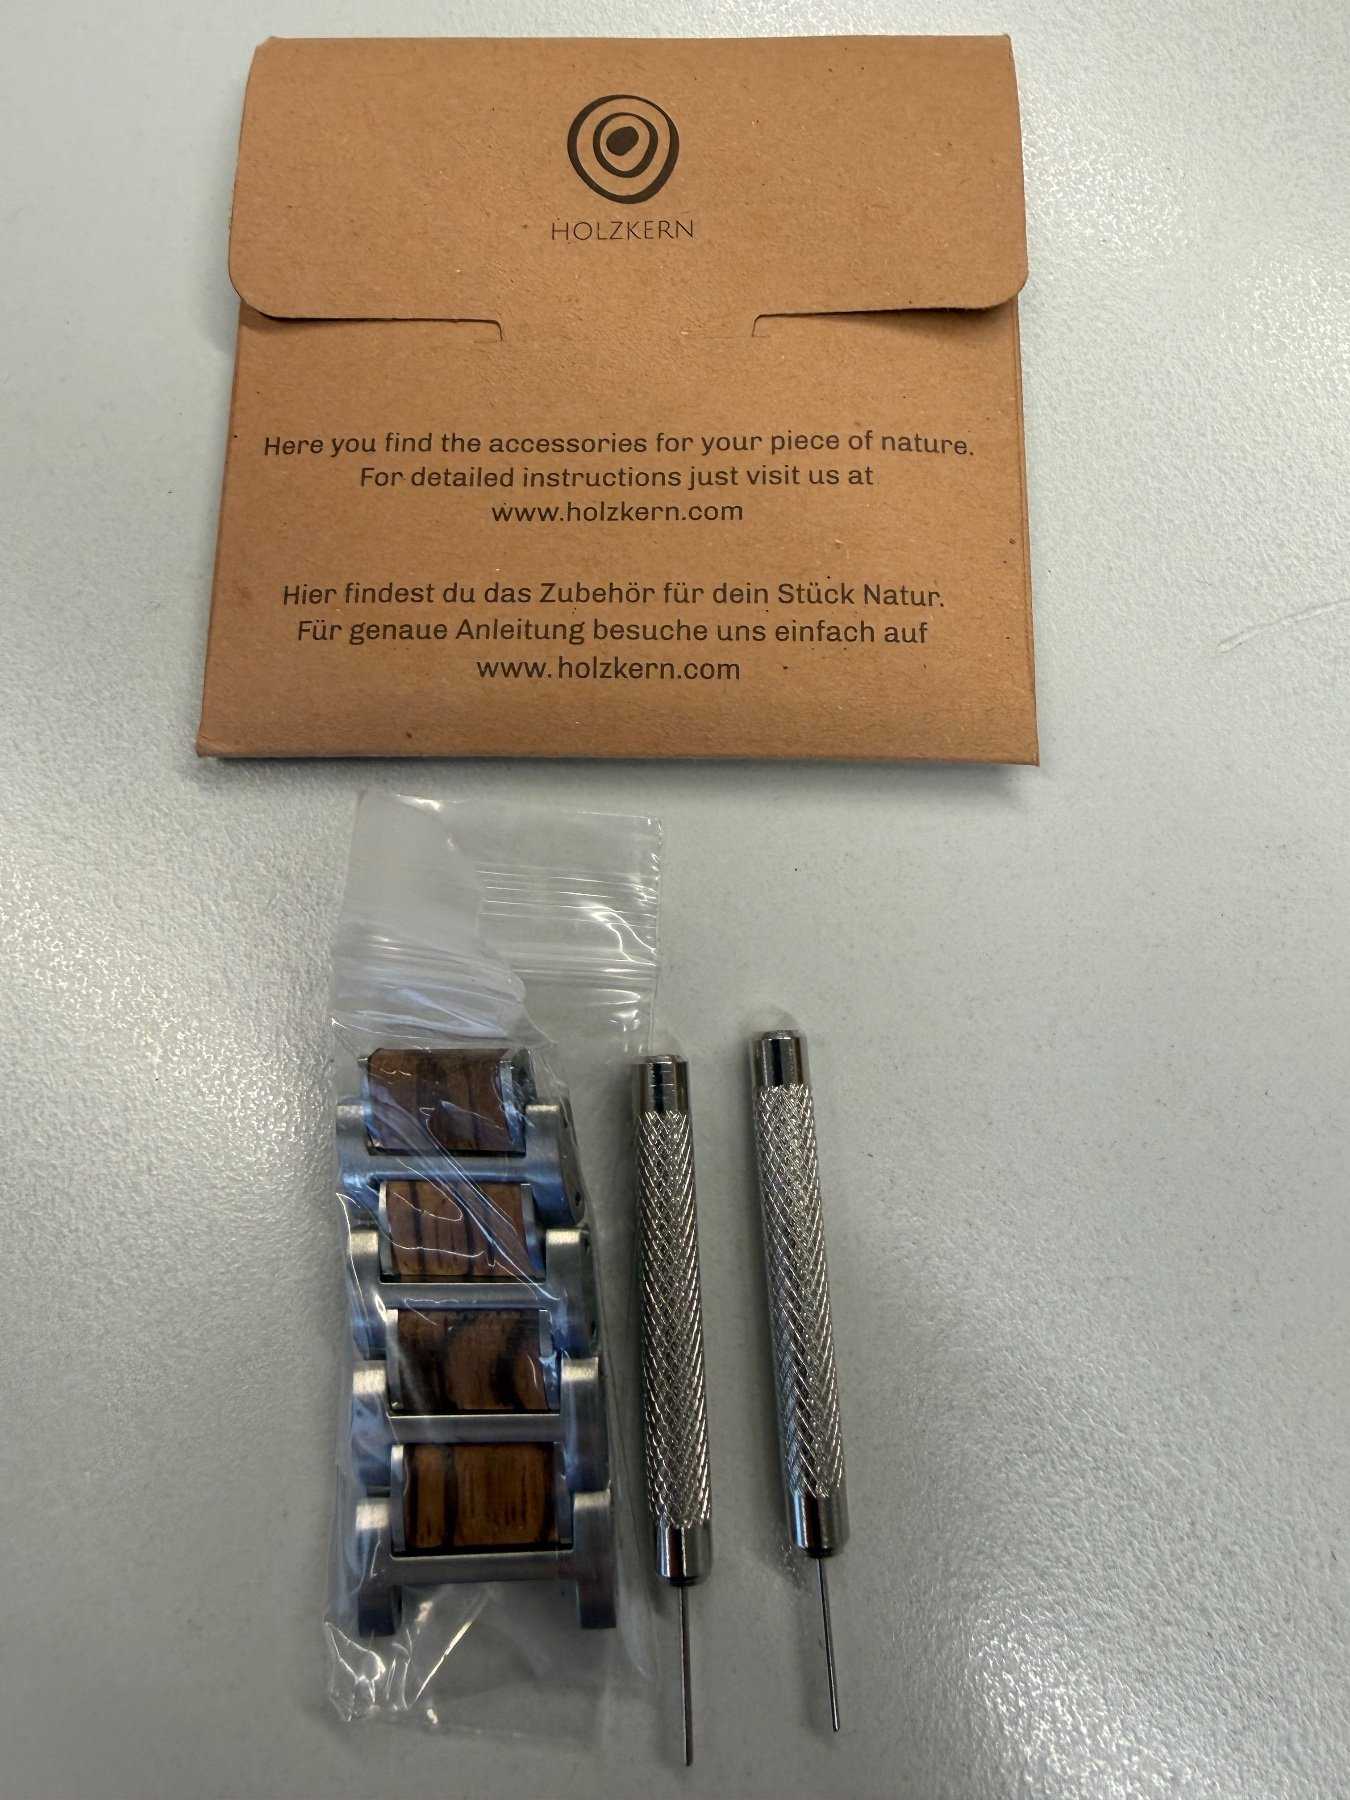 HOLZKERN
Here you find the accessories for your piece of nature.
For detailed instructions just visit us at
www.holzkern.com
Hier findest du das Zubehör für dein Stück Natur.
Für genaue Anleitung besuche uns einfach auf
www.holzkern.com